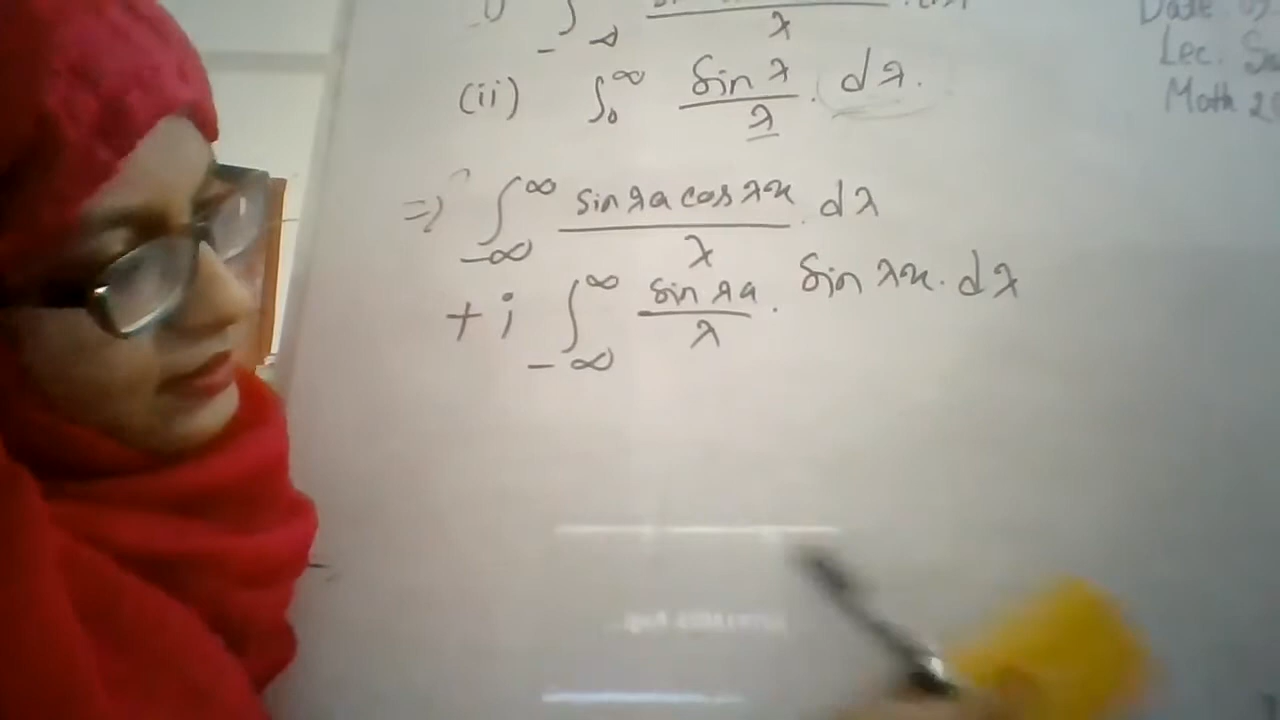 Date
Lec.
Math
(ii) ∫₀^∞ sin λ / λ . dλ.
=> ∫_{-∞}^∞ sin λa cos λx / λ . dλ
+ i ∫_{-∞}^∞ sin λa / λ . sin λx . dλ